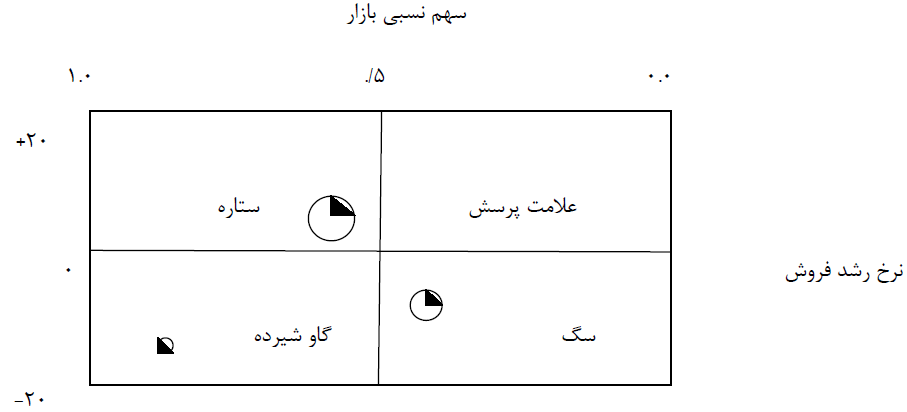 سهم نسبی بازار
۰.۰
۵/.
۱.۰
+۲۰
علامت پرسش
ستاره
۰
نرخ رشد فروش
سگ
گاو شیرده
-۲۰